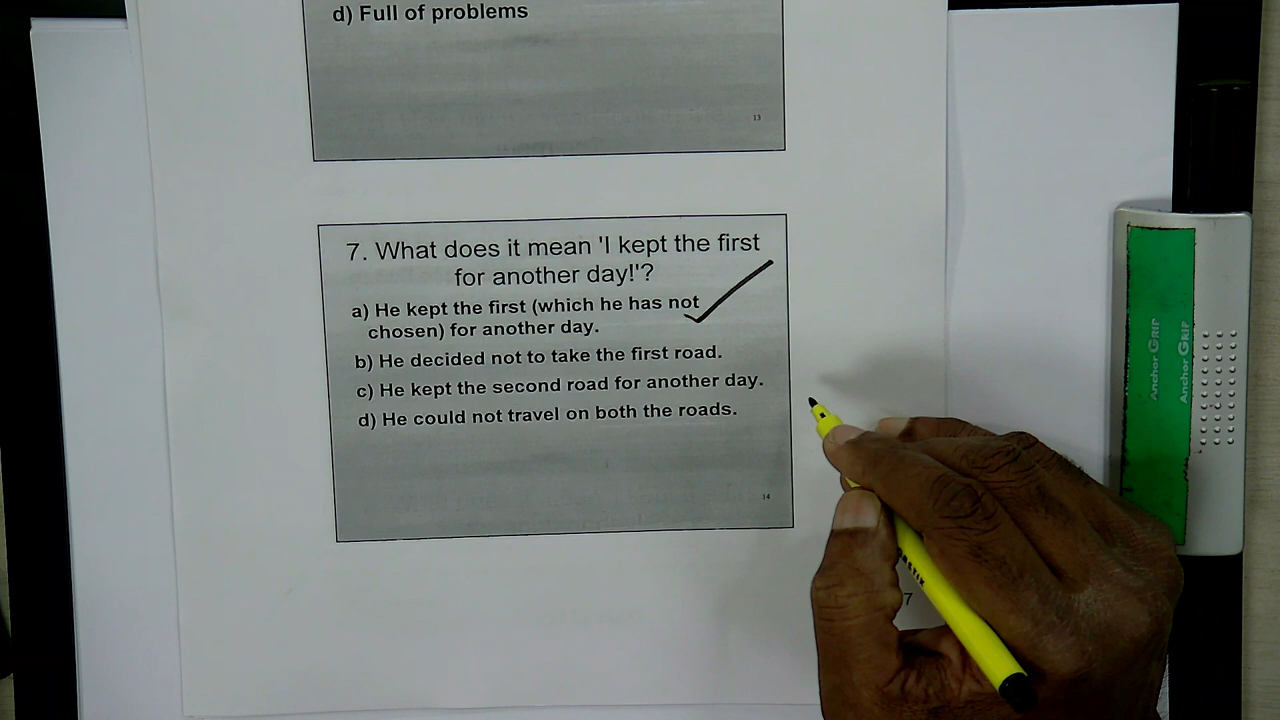 d) Full of problems
13
7. What does it mean 'I kept the first
for another day!'?
a) He kept the first (which he has not
chosen) for another day.
b) He decided not to take the first road.
c) He kept the second road for another day.
d) He could not travel on both the roads.
14
7
Anchor GRIP
Anchor GRIP